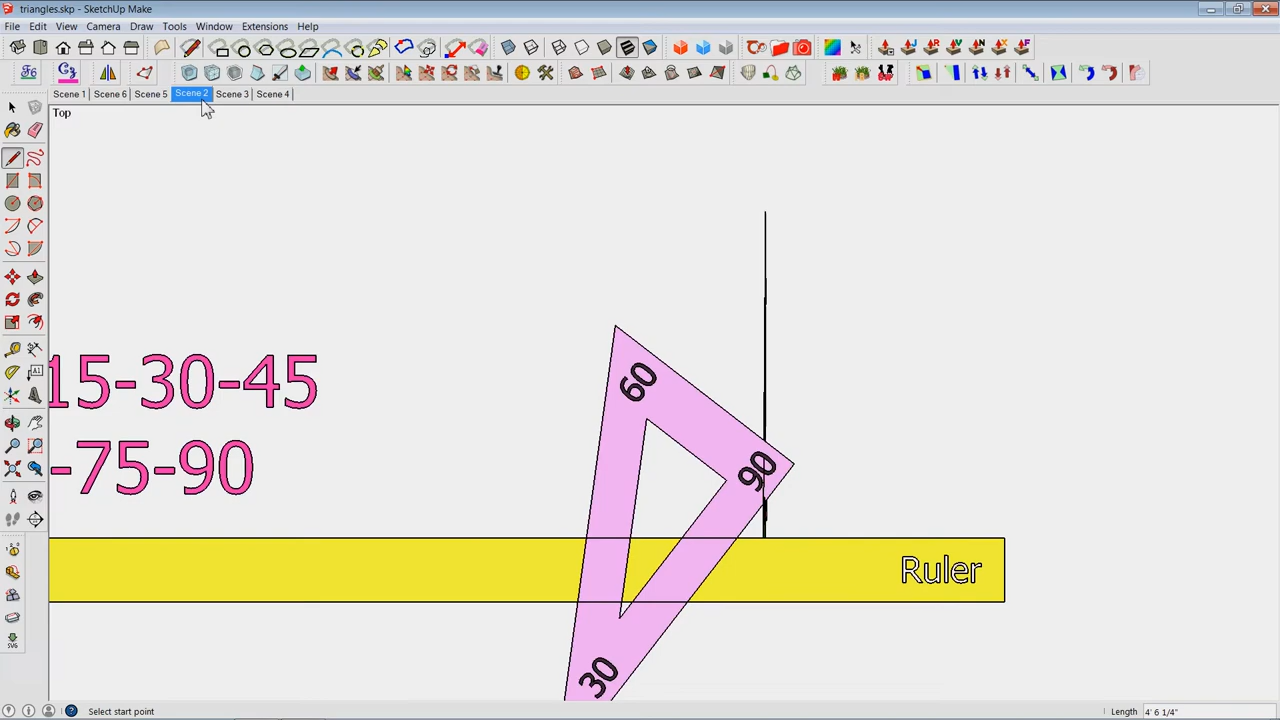 triangles.skp - SketchUp Make
File Edit View Camera Draw Tools Window Extensions Help
Scene 1 Scene 6 Scene 5 Scene 2 Scene 3 Scene 4
Top
60
15-30-45
90
-75-90
Ruler
30
Select start point
Length 4' 6 1/4"